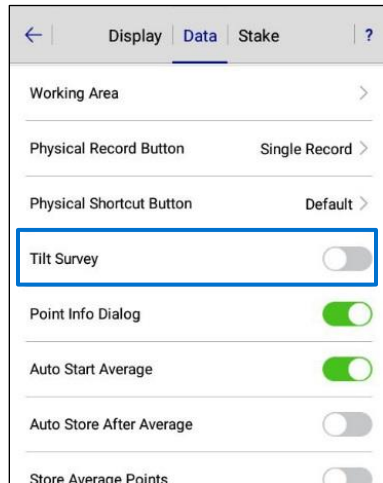 Display Data Stake ?
Working Area
Physical Record Button Single Record
Physical Shortcut Button Default
Tilt Survey
Point Info Dialog
Auto Start Average
Auto Store After Average
Store Average Points